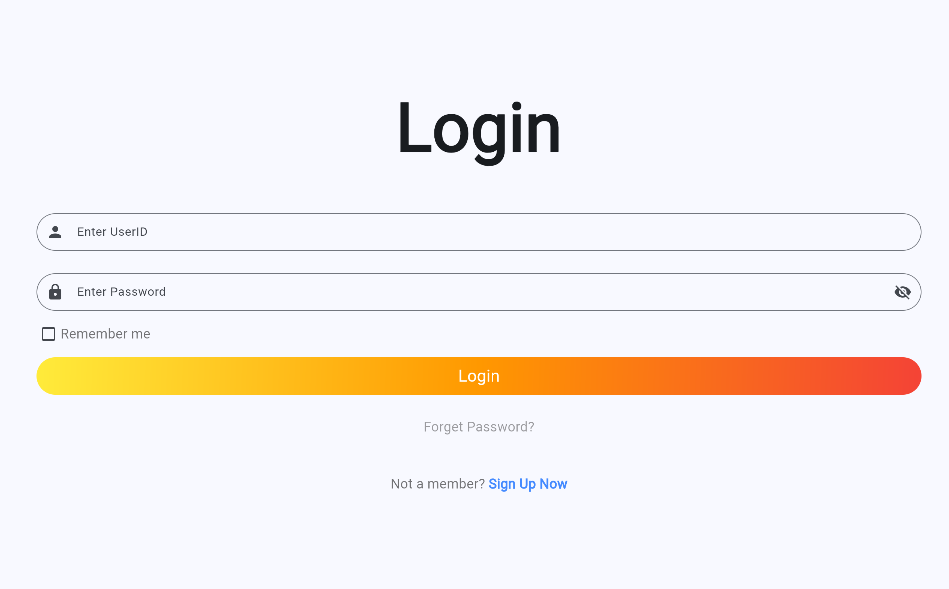 Login
Enter UserID
Enter Password
Remember me
Login
Forget Password?
Not a member? Sign Up Now